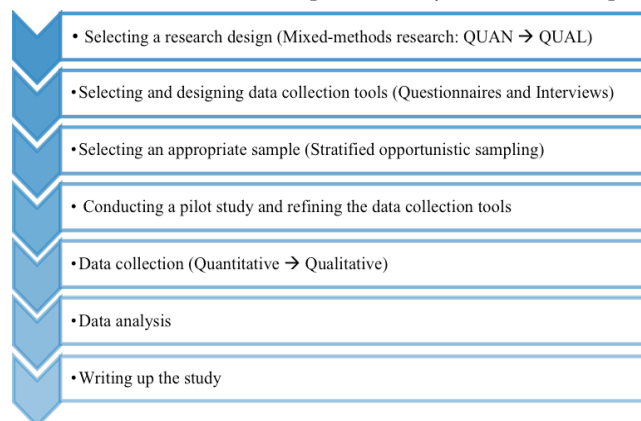 • Selecting a research design (Mixed-methods research: QUAN → QUAL)
•Selecting and designing data collection tools (Questionnaires and Interviews)
•Selecting an appropriate sample (Stratified opportunistic sampling)
• Conducting a pilot study and refining the data collection tools
•Data collection (Quantitative → Qualitative)
•Data analysis
•Writing up the study